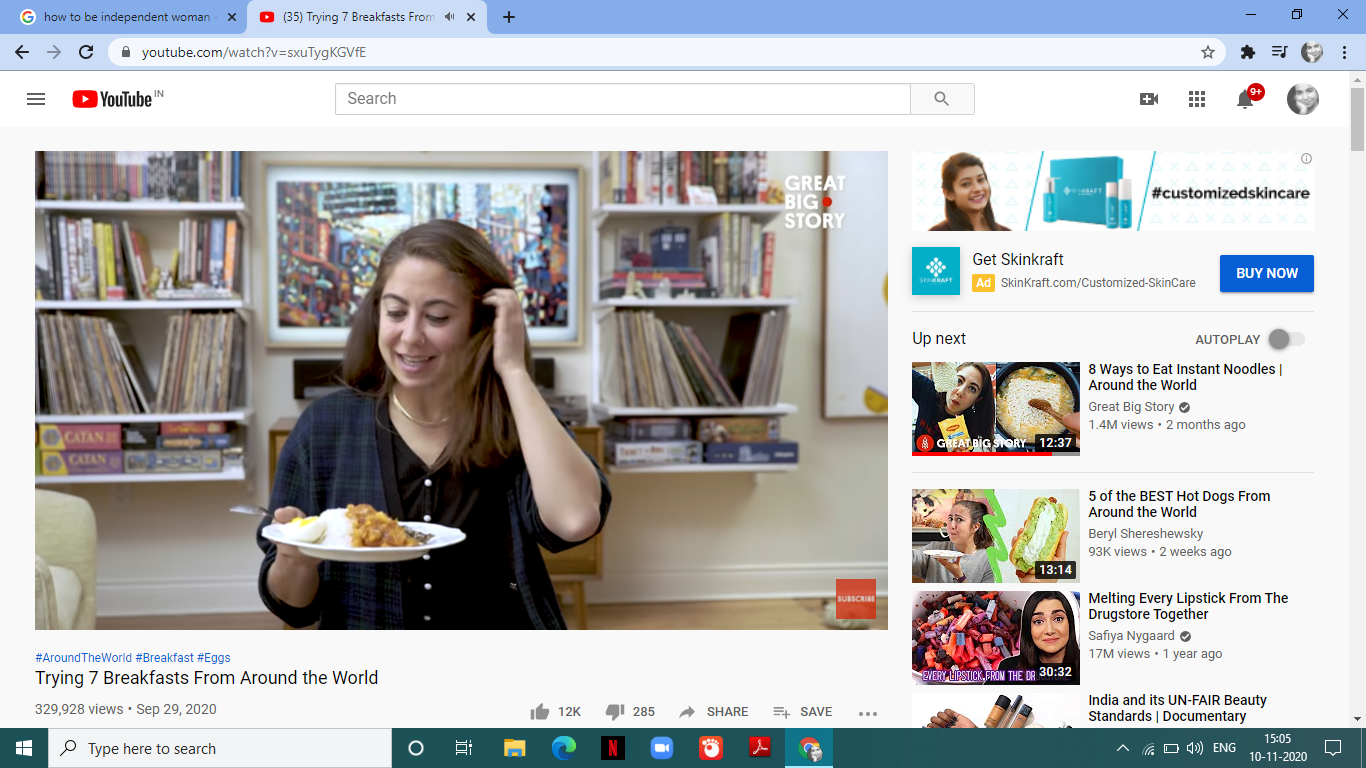 how to be independent woman -
(35) Trying 7 Breakfasts From
youtube.com/watch?v=sxuTygKGVfE
YouTube IN
Search
9+
GREAT
BIG
STORY
CATAN
CATAN
SUBSCRIBE
#AroundTheWorld #Breakfast #Eggs
Trying 7 Breakfasts From Around the World
329,928 views • Sep 29, 2020
12K
285
SHARE
SAVE
SKINKRAFT
#customizedskincare
SKINKRAFT
Get Skinkraft
Ad SkinKraft.com/Customized-SkinCare
BUY NOW
Up next
AUTOPLAY
GREAT BIG STORY
12:37
8 Ways to Eat Instant Noodles |
Around the World
Great Big Story
1.4M views • 2 months ago
13:14
5 of the BEST Hot Dogs From
Around the World
Beryl Shereshewsky
93K views • 2 weeks ago
EVERY LIPSTICK FROM THE DR
30:32
Melting Every Lipstick From The
Drugstore Together
Safiya Nygaard
17M views • 1 year ago
India and its UN-FAIR Beauty
Standards | Documentary
Type here to search
ENG
15:05
10-11-2020